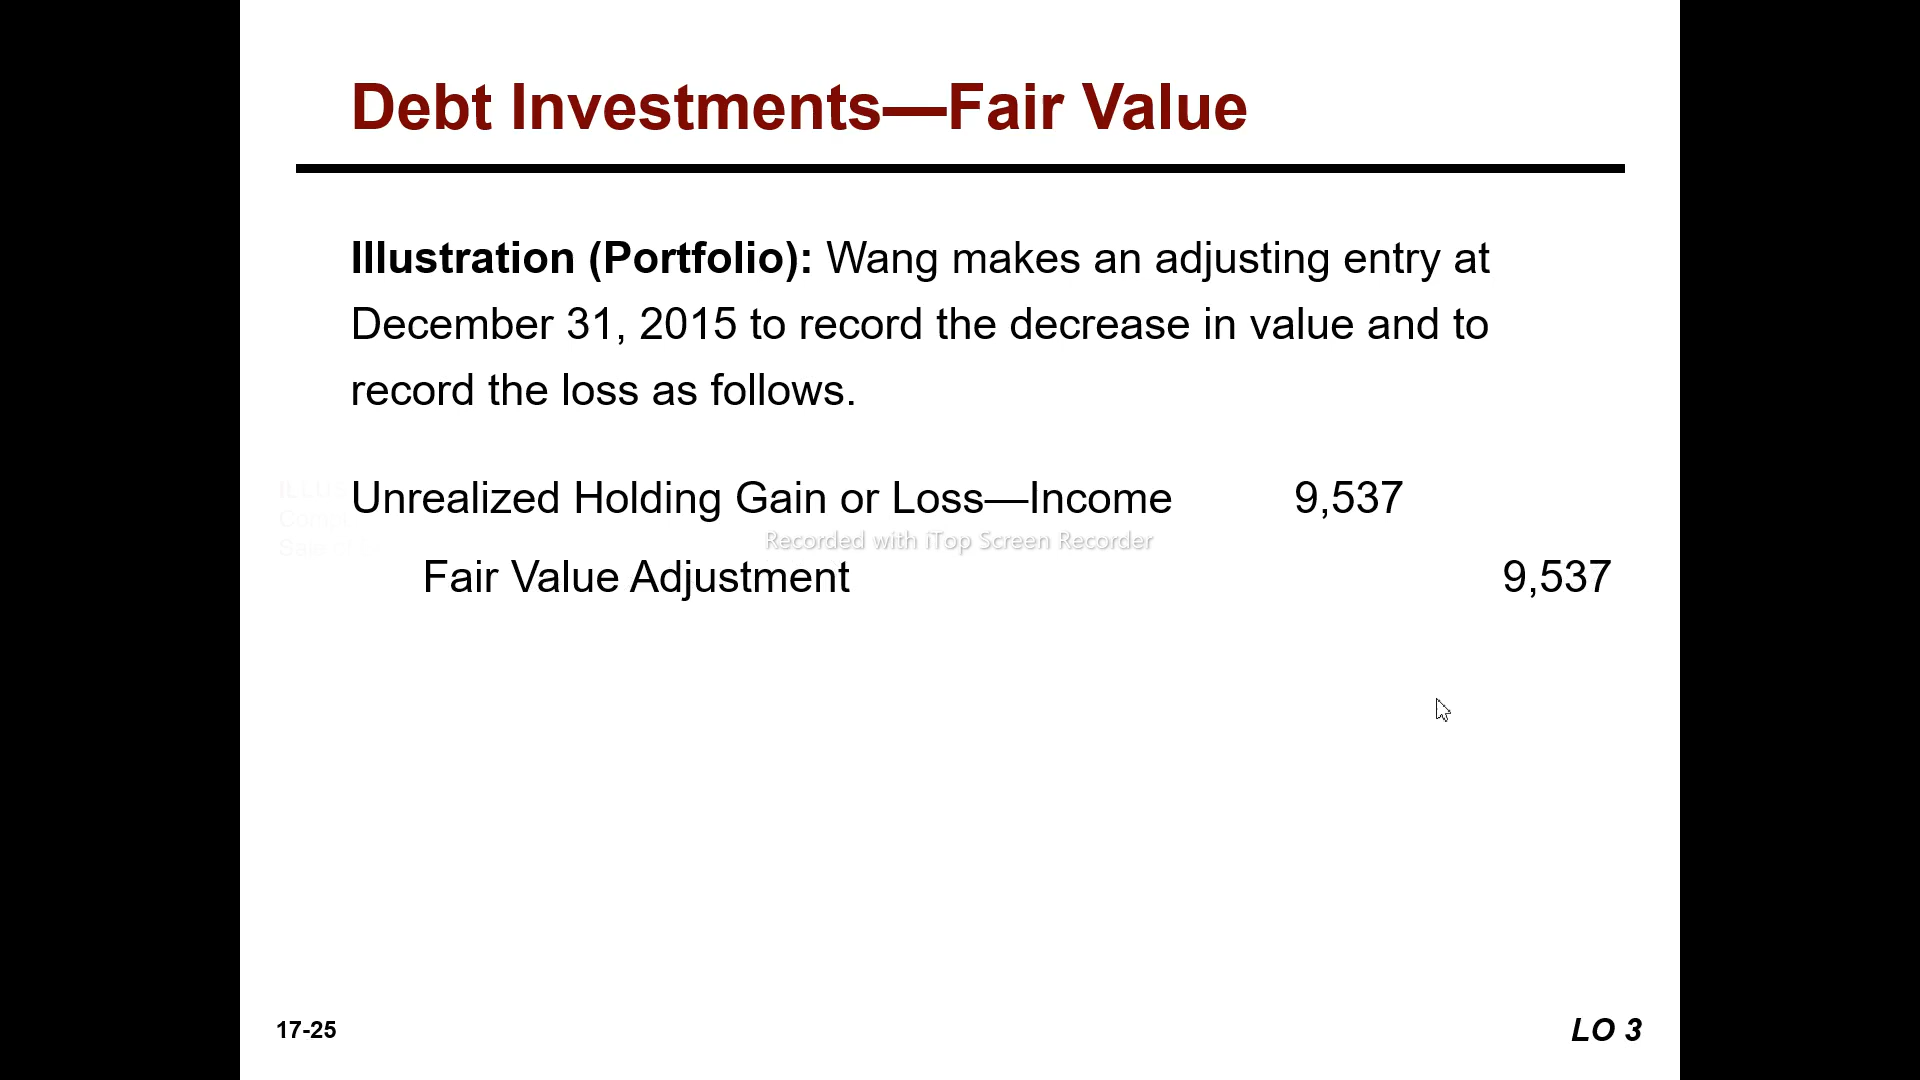 Debt Investments—Fair Value
Illustration (Portfolio): Wang makes an adjusting entry at
December 31, 2015 to record the decrease in value and to
record the loss as follows.
Unrealized Holding Gain or Loss—Income 9,537
Recorded with iTop Screen Recorder
Fair Value Adjustment 9,537
17-25 LO 3